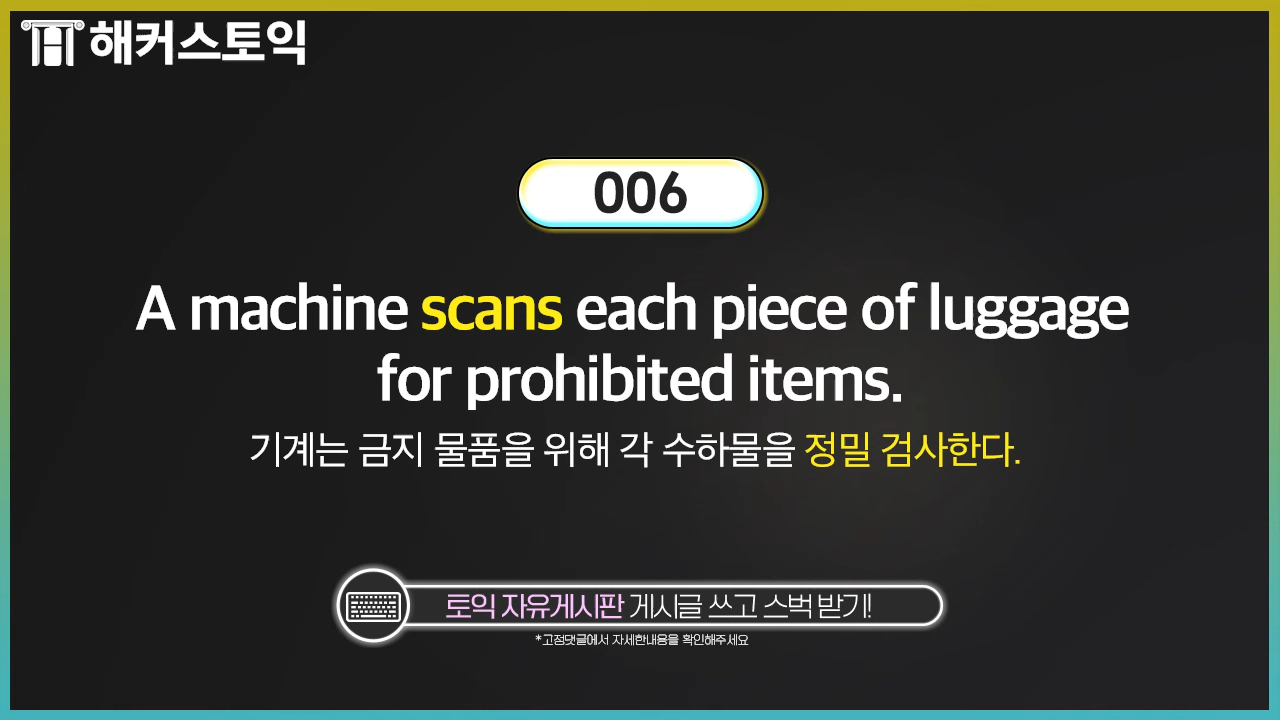 해커스토익
006
A machine scans each piece of luggage
for prohibited items.
기계는 금지 물품을 위해 각 수하물을 정밀 검사한다.
토익 자유게시판 게시글 쓰고 스벅 받기!
*고정댓글에서 자세한내용을 확인해주세요